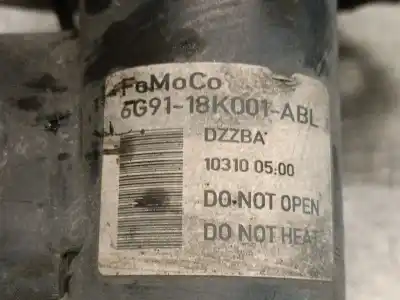 FoMoCo
6G91-18K001-ABL
DZZBA
10310 05:00
DO NOT OPEN
DO NOT HEAT